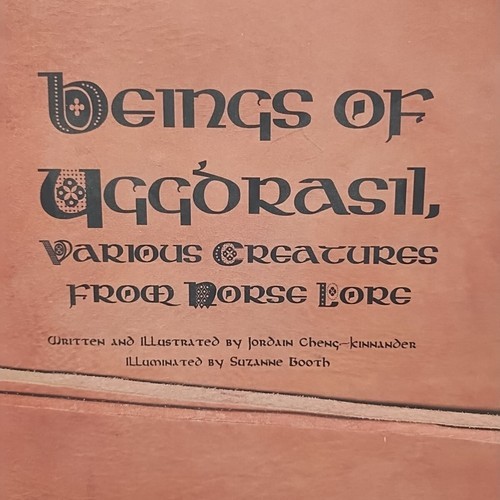 Beings of
Yggdrasil,
Various Creatures
from Norse Lore
Written and Illustrated by Jordain Cheng-Kinnander
Illuminated by Suzanne Booth